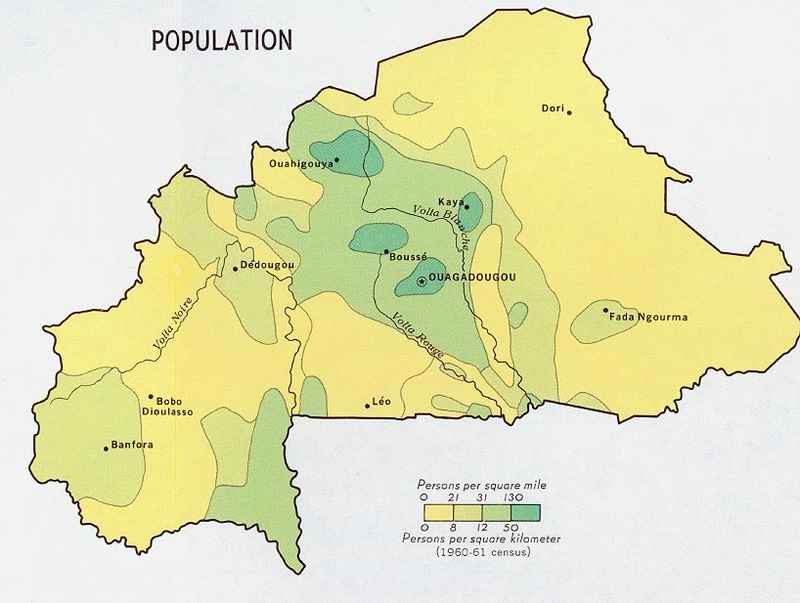 POPULATION
Dori
Ouahigouya
Kaya
Volta Blanche
Boussé
Dédougou
OUAGADOUGOU
Volta Noire
Volta Rouge
Fada Ngourma
Bobo
Dioulasso
Léo
Banfora
Persons per square mile
0 21 31 130
0 8 12 50
Persons per square kilometer
(1960-61 census)